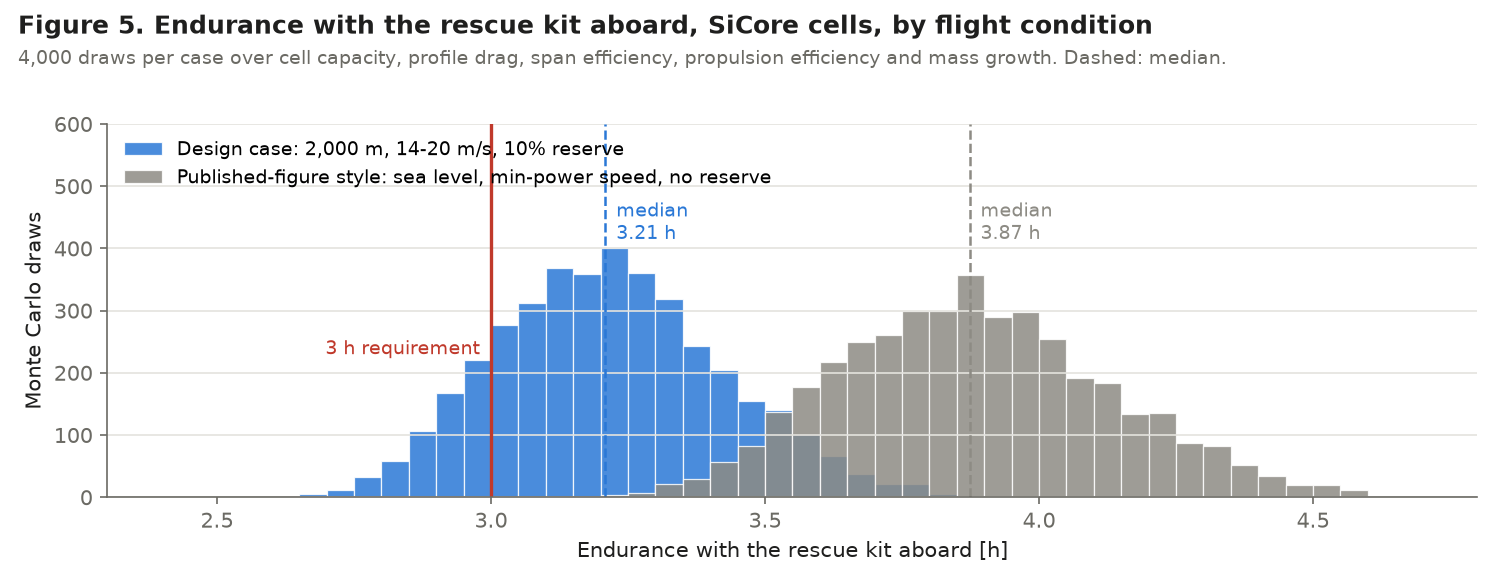 Figure 5. Endurance with the rescue kit aboard, SiCore cells, by flight condition
4,000 draws per case over cell capacity, profile drag, span efficiency, propulsion efficiency and mass growth. Dashed: median.
Design case: 2,000 m, 14-20 m/s, 10% reserve
Published-figure style: sea level, min-power speed, no reserve
median
3.21 h
median
3.87 h
3 h requirement
Monte Carlo draws
600
500
400
300
200
100
0
2.5
3.0
3.5
4.0
4.5
Endurance with the rescue kit aboard [h]